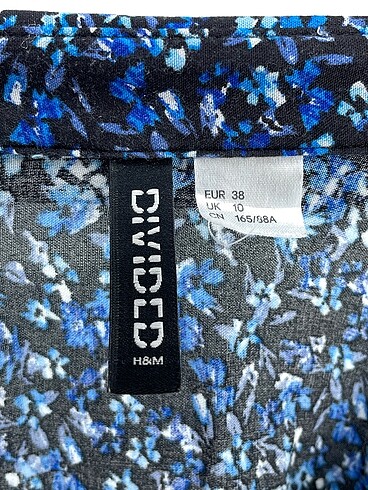 DIVIDED
H&M
EUR 38
UK 10
CN 165/88A